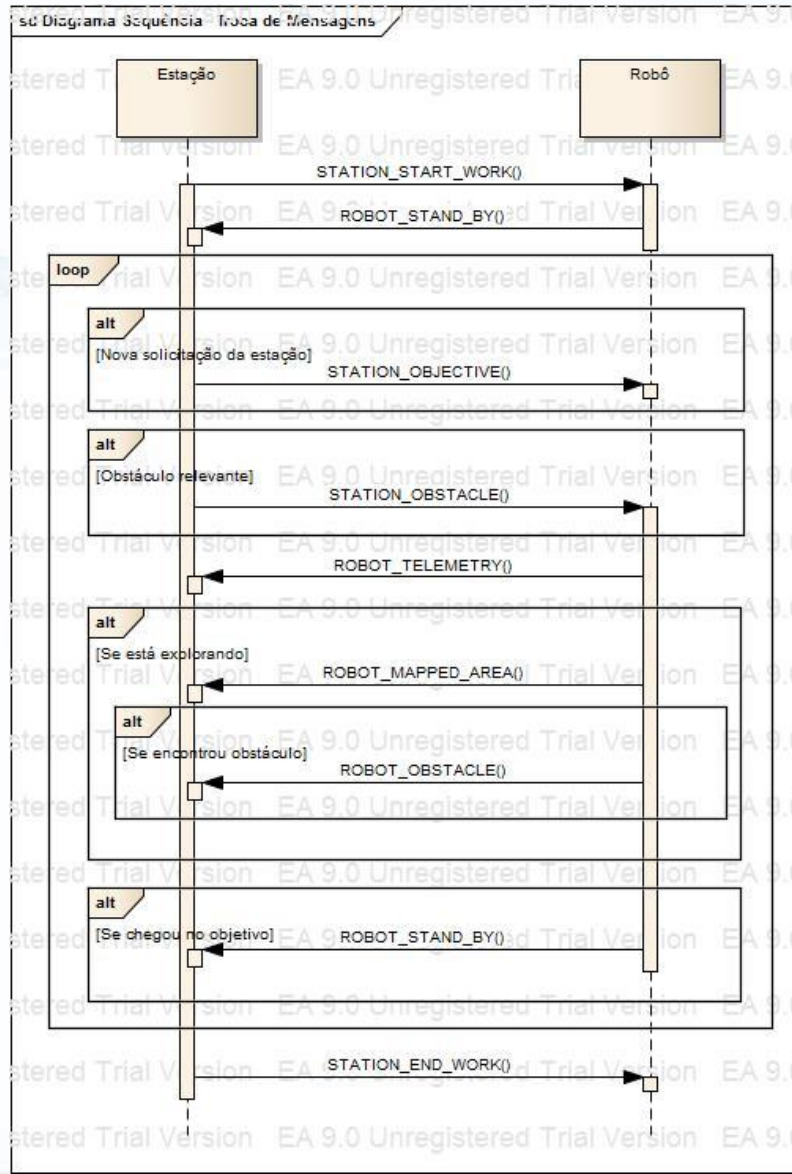 sd Diagrama Sequência - Troca de Mensagens
Estação
Robô
STATION_START_WORK()
ROBOT_STAND_BY()
loop
alt
[Nova solicitação da estação]
STATION_OBJECTIVE()
alt
[Obstáculo relevante]
STATION_OBSTACLE()
ROBOT_TELEMETRY()
alt
[Se está explorando]
ROBOT_MAPPED_AREA()
alt
[Se encontrou obstáculo]
ROBOT_OBSTACLE()
alt
[Se chegou no objetivo]
ROBOT_STAND_BY()
STATION_END_WORK()
EA 9.0 Unregistered Trial Version